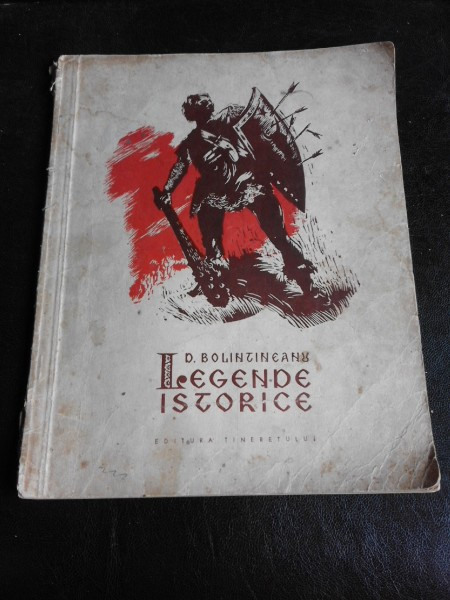 D. BOLINTINEANU
LEGENDE
ISTORICE
EDITURA TINERETULUI